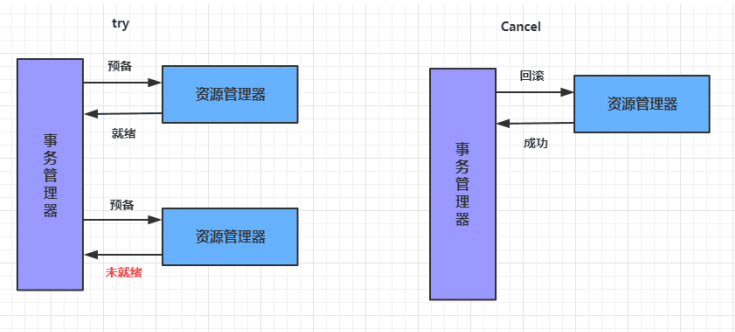 try
预备
资源管理器
就绪
事务管理器
预备
资源管理器
未就绪
Cancel
回滚
资源管理器
成功
事务管理器